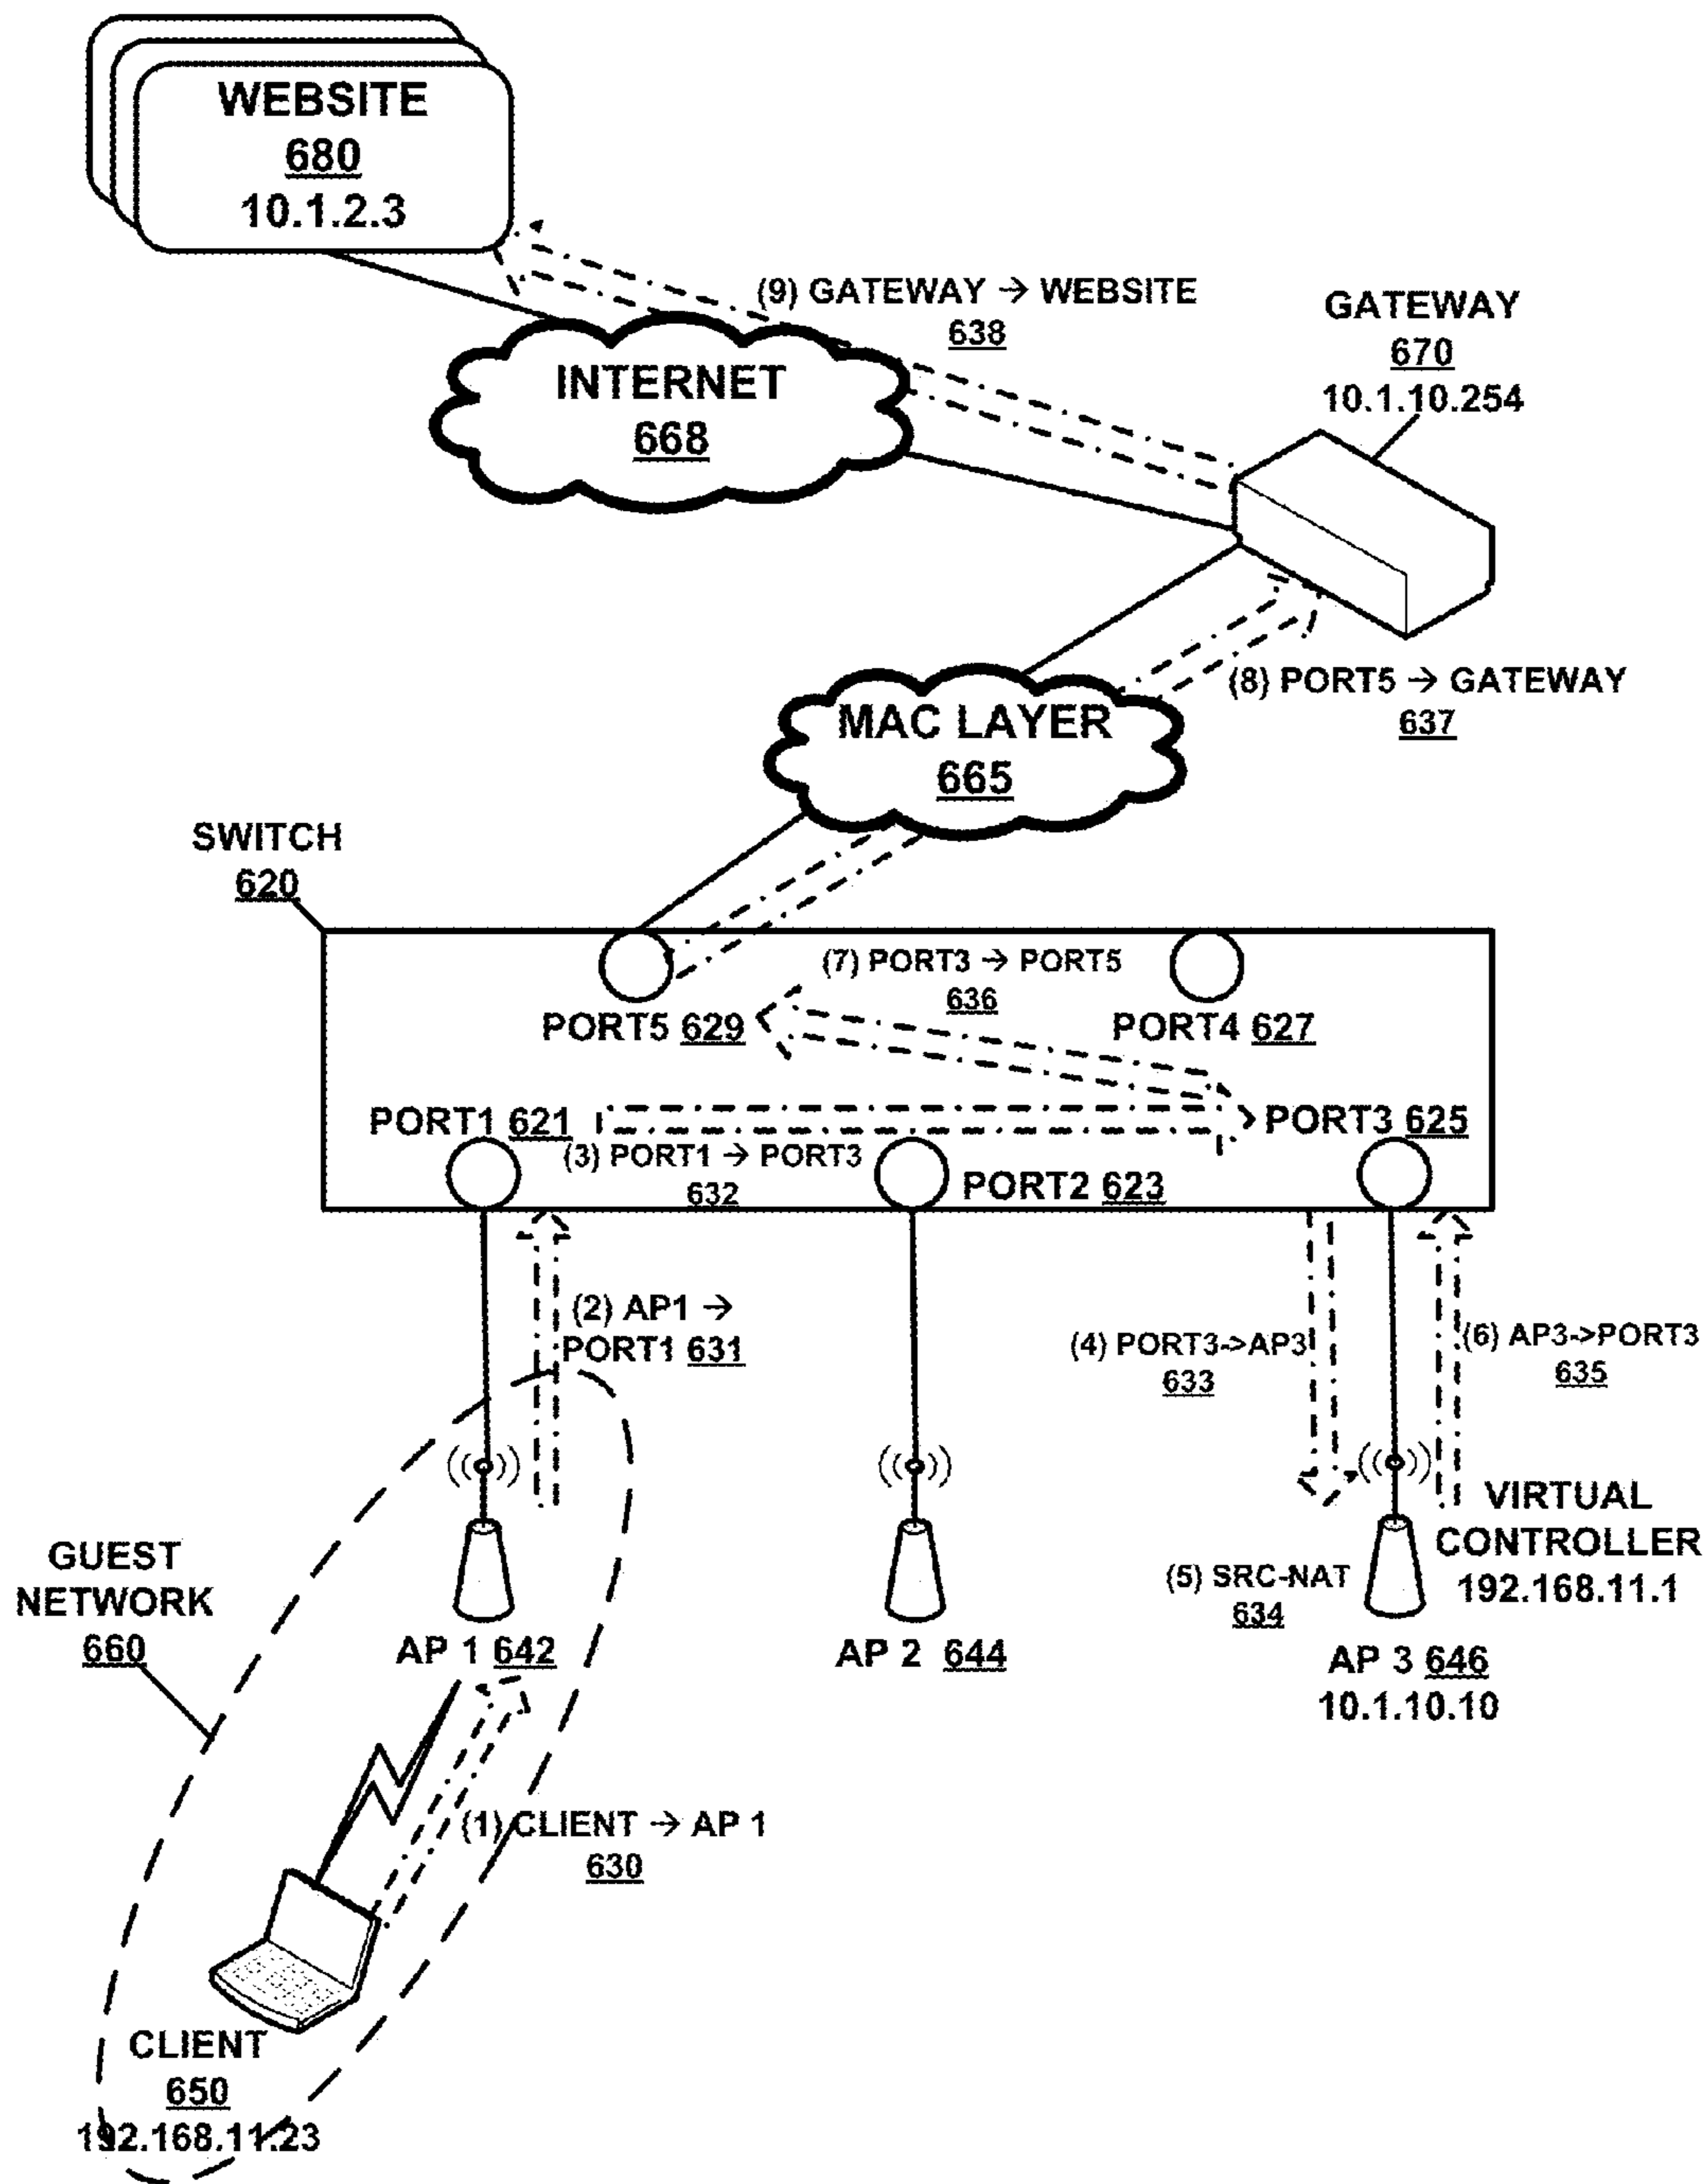 WEBSITE
680
10.1.2.3
(9) GATEWAY → WEBSITE
638
GATEWAY
670
10.1.10.254
INTERNET
668
(8) PORT5 → GATEWAY
637
MAC LAYER
665
SWITCH
620
(7) PORT3 → PORT5
636
PORT5 629
PORT4 627
PORT1 621
PORT3 625
(3) PORT1 → PORT3
632
PORT2 623
(2) AP1 →
PORT1 631
(4) PORT3->AP3
633
(6) AP3->PORT3
635
VIRTUAL
CONTROLLER
192.168.11.1
(5) SRC-NAT
634
GUEST
NETWORK
660
AP 1 642
AP 2 644
AP 3 646
10.1.10.10
(1) CLIENT → AP 1
630
CLIENT
650
192.168.11.23